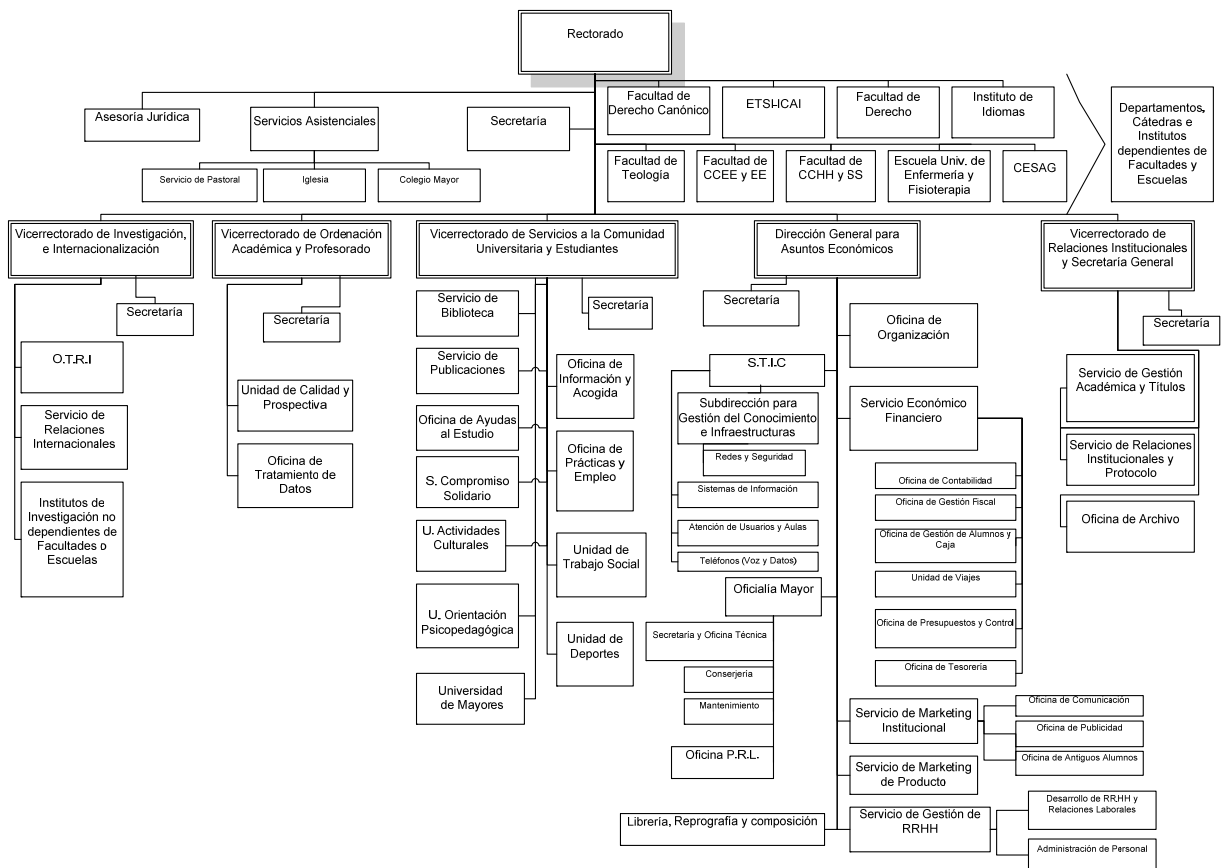 Rectorado
Asesoría Jurídica
Servicios Asistenciales
Secretaría
Servicio de Pastoral
Iglesia
Colegio Mayor
Facultad de
Derecho Canónico
ETSI-ICAI
Facultad de
Derecho
Instituto de
Idiomas
Facultad de
Teología
Facultad de
CCEE y EE
Facultad de
CCHH y SS
Escuela Univ. de
Enfermería y
Fisioterapia
CESAG
Departamentos,
Cátedras e
Institutos
dependientes de
Facultades y
Escuelas
Vicerrectorado de Investigación,
e Internacionalización
Secretaría
O.T.R.I
Servicio de
Relaciones
Internacionales
Institutos de
Investigación no
dependientes de
Facultades o
Escuelas
Vicerrectorado de Ordenación
Académica y Profesorado
Secretaría
Unidad de Calidad y
Prospectiva
Oficina de
Tratamiento de
Datos
Vicerrectorado de Servicios a la Comunidad
Universitaria y Estudiantes
Secretaría
Servicio de
Biblioteca
Servicio de
Publicaciones
Oficina de Ayudas
al Estudio
S. Compromiso
Solidario
U. Actividades
Culturales
U. Orientación
Psicopedagógica
Universidad
de Mayores
Oficina de
Información y
Acogida
Oficina de
Prácticas y
Empleo
Unidad de
Trabajo Social
Unidad de
Deportes
Dirección General para
Asuntos Económicos
Secretaría
S.T.I.C
Subdirección para
Gestión del Conocimiento
e Infraestructuras
Redes y Seguridad
Sistemas de Información
Atención de Usuarios y Aulas
Teléfonos (Voz y Datos)
Oficialía Mayor
Secretaría y Oficina Técnica
Conserjería
Mantenimiento
Oficina P.R.L.
Librería, Reprografía y composición
Oficina de
Organización
Servicio Económico
Financiero
Oficina de Contabilidad
Oficina de Gestión Fiscal
Oficina de Gestión de Alumnos y
Caja
Unidad de Viajes
Oficina de Presupuestos y Control
Oficina de Tesorería
Servicio de Marketing
Institucional
Oficina de Comunicación
Oficina de Publicidad
Oficina de Antiguos Alumnos
Servicio de Marketing
de Producto
Servicio de Gestión de
RRHH
Desarrollo de RRHH y
Relaciones Laborales
Administración de Personal
Vicerrectorado de
Relaciones Institucionales
y Secretaría General
Secretaría
Servicio de Gestión
Académica y Títulos
Servicio de Relaciones
Institucionales y
Protocolo
Oficina de Archivo